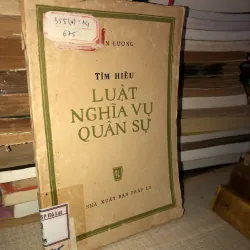 LƯƠNG
TÌM HIỂU
LUẬT
NGHĨA VỤ
QUÂN SỰ
NHÀ XUẤT BẢN PHÁP LÝ